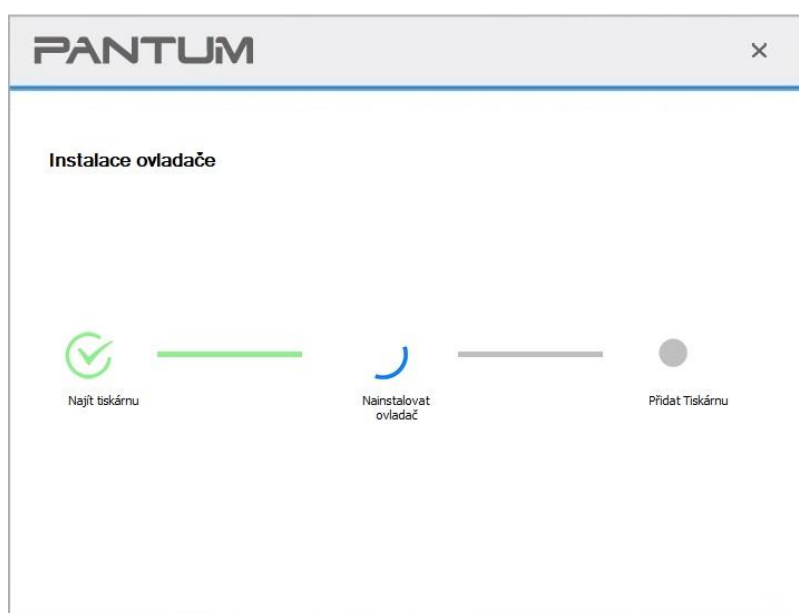 PANTUM
Instalace ovladače
Najít tiskárnu
Nainstalovat
ovladač
Přidat Tiskárnu